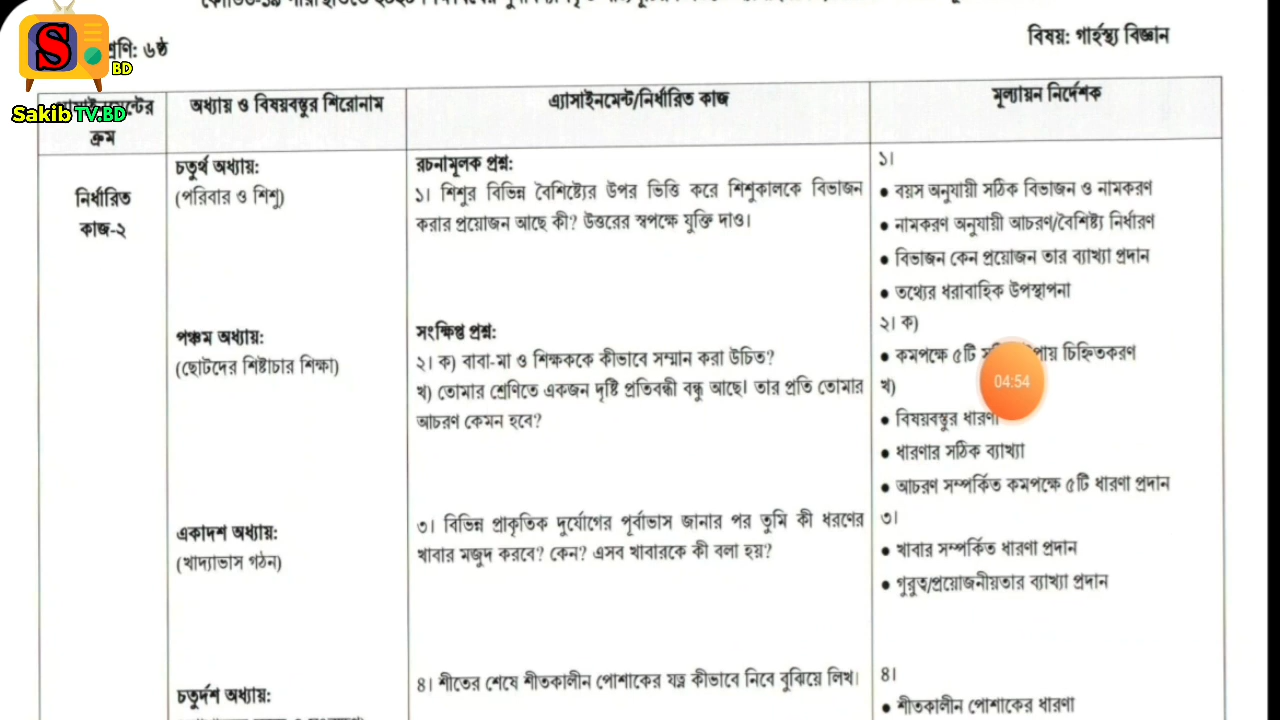 S
BD
Sakib TV.BD
শ্রেণি: ৬ষ্ঠ
বিষয়: গার্হস্থ্য বিজ্ঞান
ক্রম
অধ্যায় ও বিষয়বস্তুর শিরোনাম
এ্যাসাইনমেন্ট/নির্ধারিত কাজ
মূল্যায়ন নির্দেশক
নির্ধারিত
কাজ-২
চতুর্থ অধ্যায়:
(পরিবার ও শিশু)
রচনামূলক প্রশ্ন:
১। শিশুর বিভিন্ন বৈশিষ্ট্যের উপর ভিত্তি করে শিশুকালকে বিভাজন
করার প্রয়োজন আছে কী? উত্তরের স্বপক্ষে যুক্তি দাও।
১।
• বয়স অনুযায়ী সঠিক বিভাজন ও নামকরণ
• নামকরণ অনুযায়ী আচরণ/বৈশিষ্ট্য নির্ধারণ
• বিভাজন কেন প্রয়োজন তার ব্যাখ্যা প্রদান
• তথ্যের ধরাবাহিক উপস্থাপনা
পঞ্চম অধ্যায়:
(ছোটদের শিষ্টাচার শিক্ষা)
সংক্ষিপ্ত প্রশ্ন:
২। ক) বাবা-মা ও শিক্ষককে কীভাবে সম্মান করা উচিত?
খ) তোমার শ্রেণিতে একজন দৃষ্টি প্রতিবন্ধী বন্ধু আছে। তার প্রতি তোমার
আচরণ কেমন হবে?
২। ক)
• কমপক্ষে ৫টি চিহ্নিতকরণ
04:54
খ)
• বিষয়বস্তুর ধারণা
• ধারণার সঠিক ব্যাখ্যা
• আচরণ সম্পর্কিত কমপক্ষে ৫টি ধারণা প্রদান
একাদশ অধ্যায়:
(খাদ্যাভাস গঠন)
৩। বিভিন্ন প্রাকৃতিক দুর্যোগের পূর্বাভাস জানার পর তুমি কী ধরণের
খাবার মজুদ করবে? কেন? এসব খাবারকে কী বলা হয়?
৩।
• খাবার সম্পর্কিত ধারণা প্রদান
• গুরুত্ব/প্রয়োজনীয়তার ব্যাখ্যা প্রদান
চতুর্দশ অধ্যায়:
৪। শীতের শেষে শীতকালীন পোশাকের যত্ন কীভাবে নিবে বুঝিয়ে লিখ।
৪।
• শীতকালীন পোশাকের ধারণা